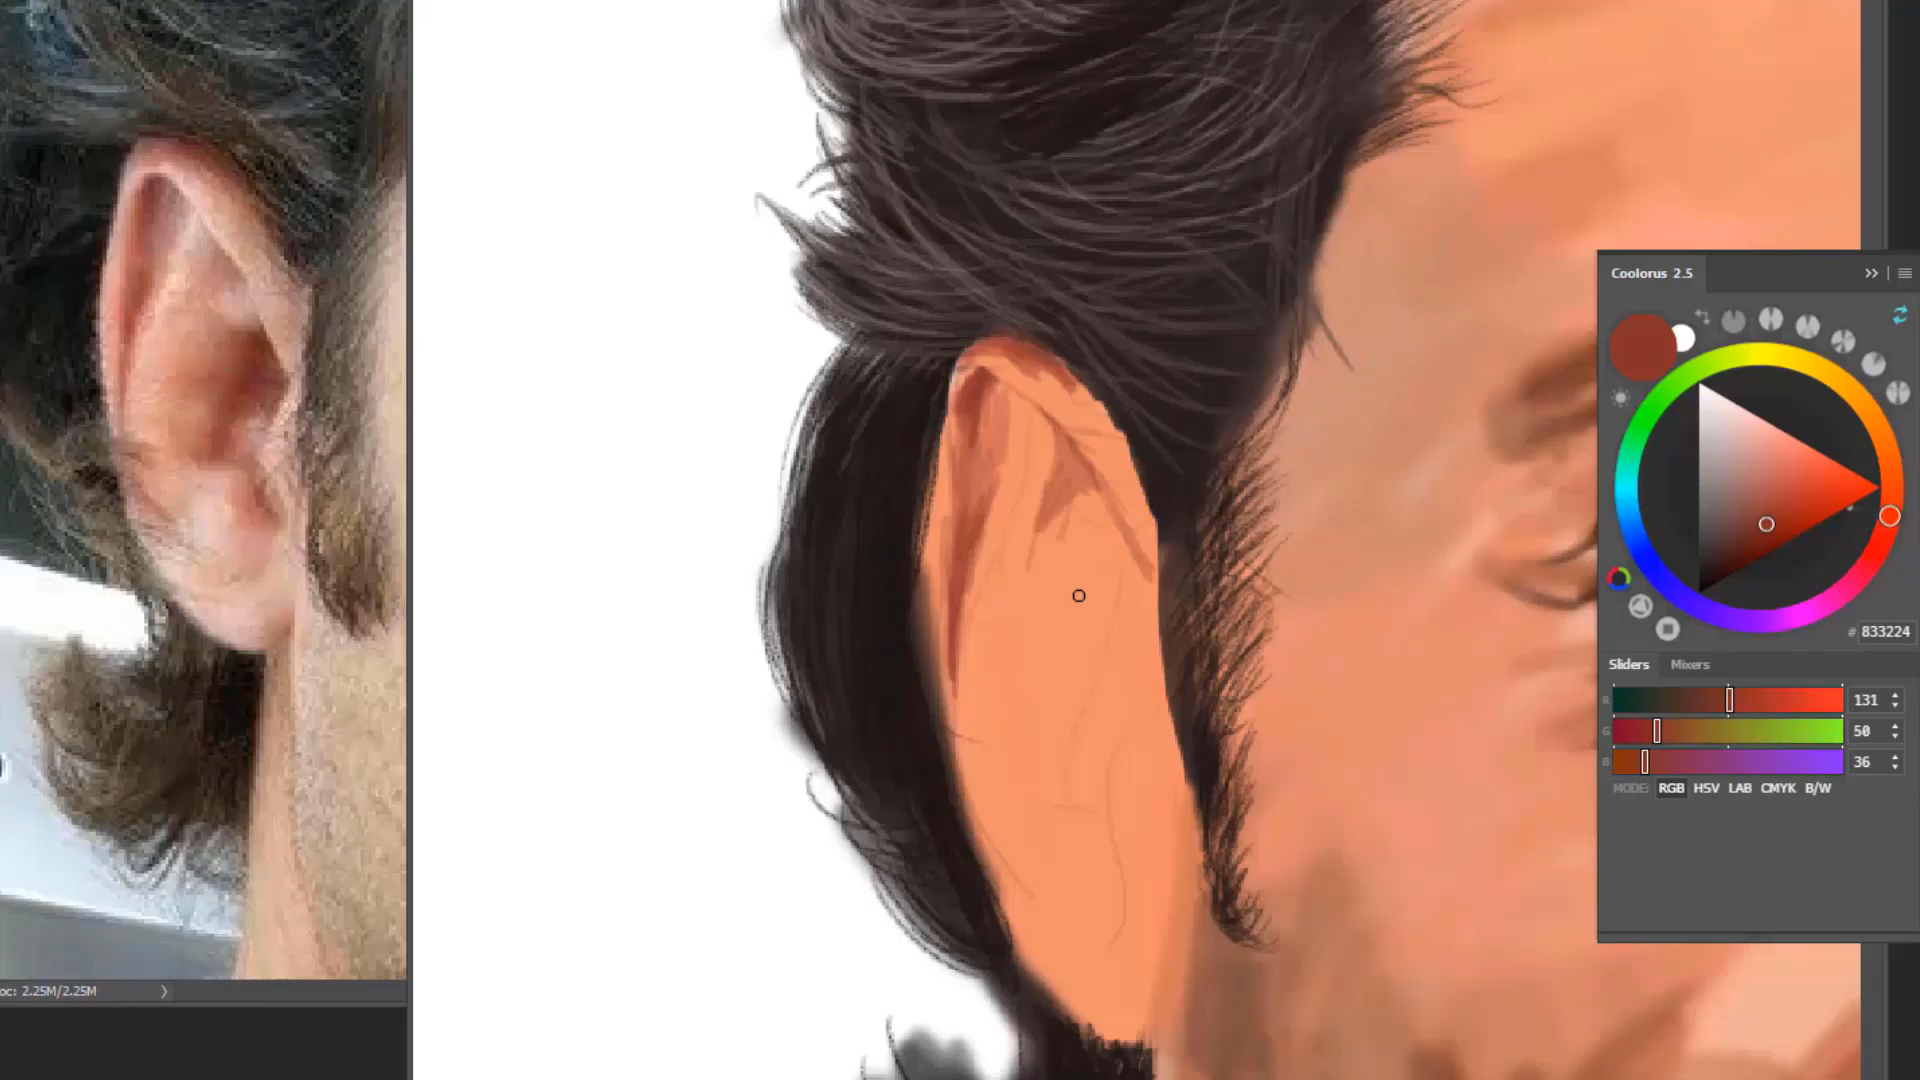 Coolorus 2.5
# 833224
Sliders Mixers
R 131
G 50
B 36
MODE: RGB HSV LAB CMYK B/W
oc: 2.25M/2.25M